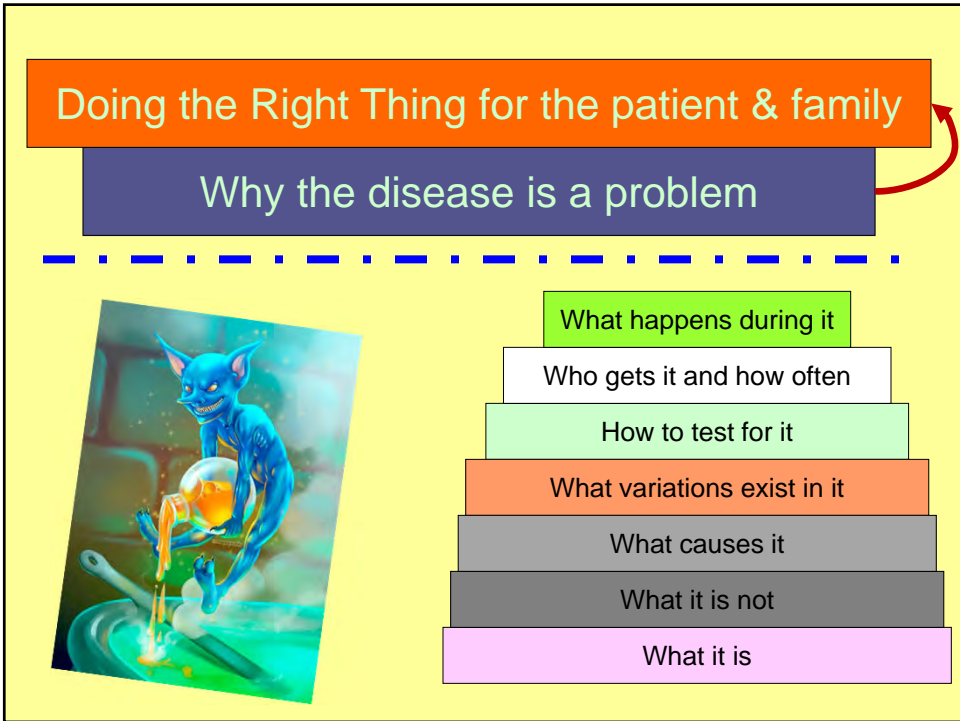 Doing the Right Thing for the patient & family
Why the disease is a problem
What happens during it
Who gets it and how often
How to test for it
What variations exist in it
What causes it
What it is not
What it is